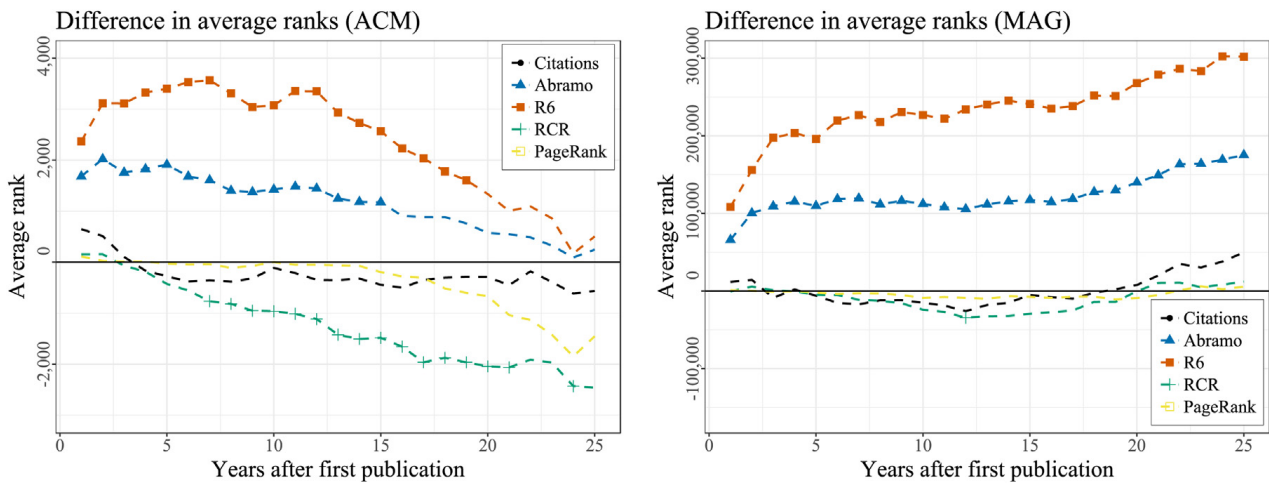 Difference in average ranks (ACM)
4,000
2,000
0
-2,000
Average rank
Citations
Abramo
R6
RCR
PageRank
0 5 10 15 20 25
Years after first publication
Difference in average ranks (MAG)
300,000
200,000
100,000
0
-100,000
Average rank
Citations
Abramo
R6
RCR
PageRank
0 5 10 15 20 25
Years after first publication